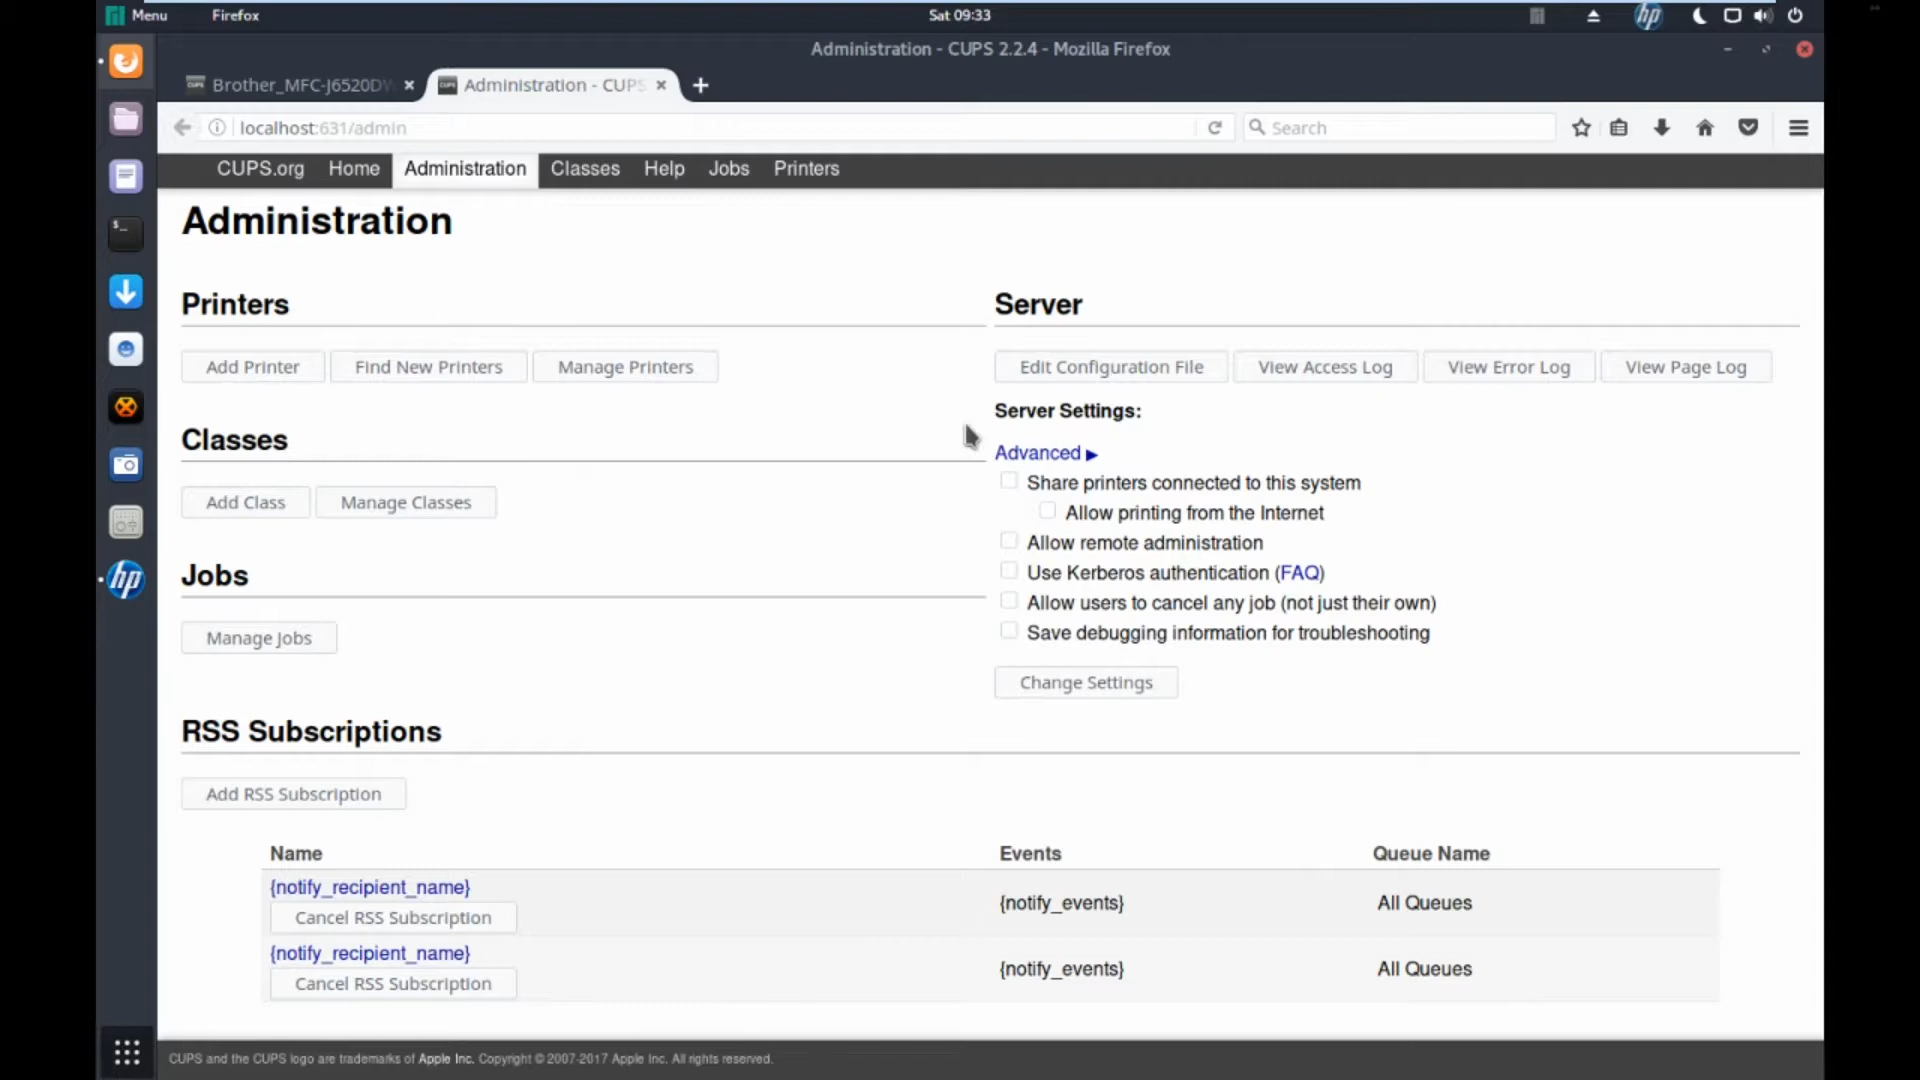 Menu Firefox Sat 09:33 hp
Administration - CUPS 2.2.4 - Mozilla Firefox
CUPS Brother_MFC-J6520DW CUPS Administration - CUPS
localhost:631/admin Search
CUPS.org Home Administration Classes Help Jobs Printers
Administration
Printers
Add Printer Find New Printers Manage Printers
Classes
Add Class Manage Classes
Jobs
Manage Jobs
hp
Server
Edit Configuration File View Access Log View Error Log View Page Log
Server Settings:
Advanced ▶
Share printers connected to this system
Allow printing from the Internet
Allow remote administration
Use Kerberos authentication (FAQ)
Allow users to cancel any job (not just their own)
Save debugging information for troubleshooting
Change Settings
RSS Subscriptions
Add RSS Subscription
Name Events Queue Name
{notify_recipient_name}
Cancel RSS Subscription
{notify_events} All Queues
{notify_recipient_name}
Cancel RSS Subscription
{notify_events} All Queues
CUPS and the CUPS logo are trademarks of Apple Inc. Copyright © 2007-2017 Apple Inc. All rights reserved.